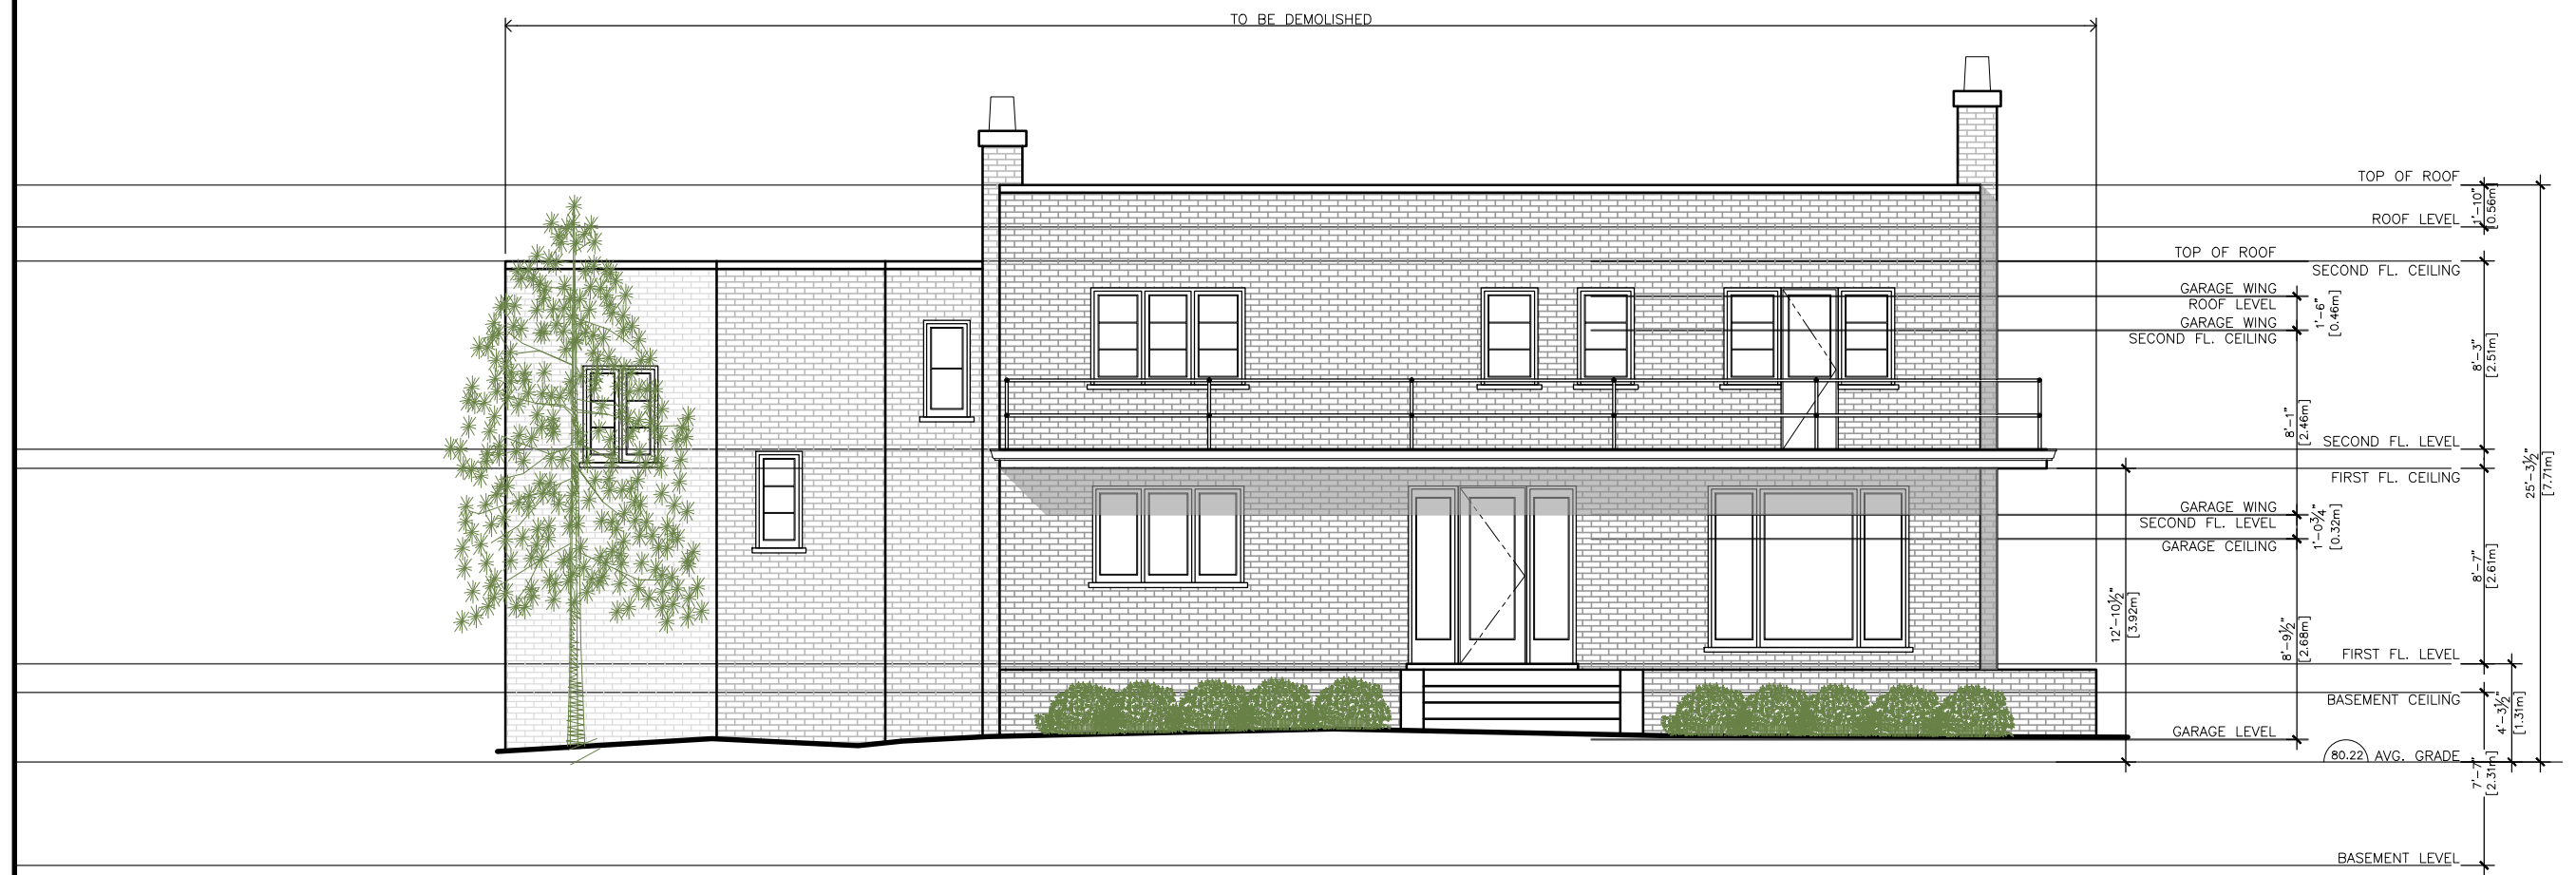 TO BE DEMOLISHED
TOP OF ROOF
1'-10"
[0.56m]
ROOF LEVEL
TOP OF ROOF
SECOND FL. CEILING
GARAGE WING
ROOF LEVEL
1'-6"
[0.46m]
GARAGE WING
SECOND FL. CEILING
8'-3"
[2.51m]
8'-1"
[2.46m]
SECOND FL. LEVEL
FIRST FL. CEILING
25'-3½"
[7.71m]
GARAGE WING
SECOND FL. LEVEL
1'-0¾"
[0.32m]
GARAGE CEILING
8'-7"
[2.61m]
12'-10½"
[3.92m]
8'-9½"
[2.68m]
FIRST FL. LEVEL
BASEMENT CEILING
4'-3½"
[1.31m]
GARAGE LEVEL
80.22 AVG. GRADE
7'-7"
[2.31m]
BASEMENT LEVEL